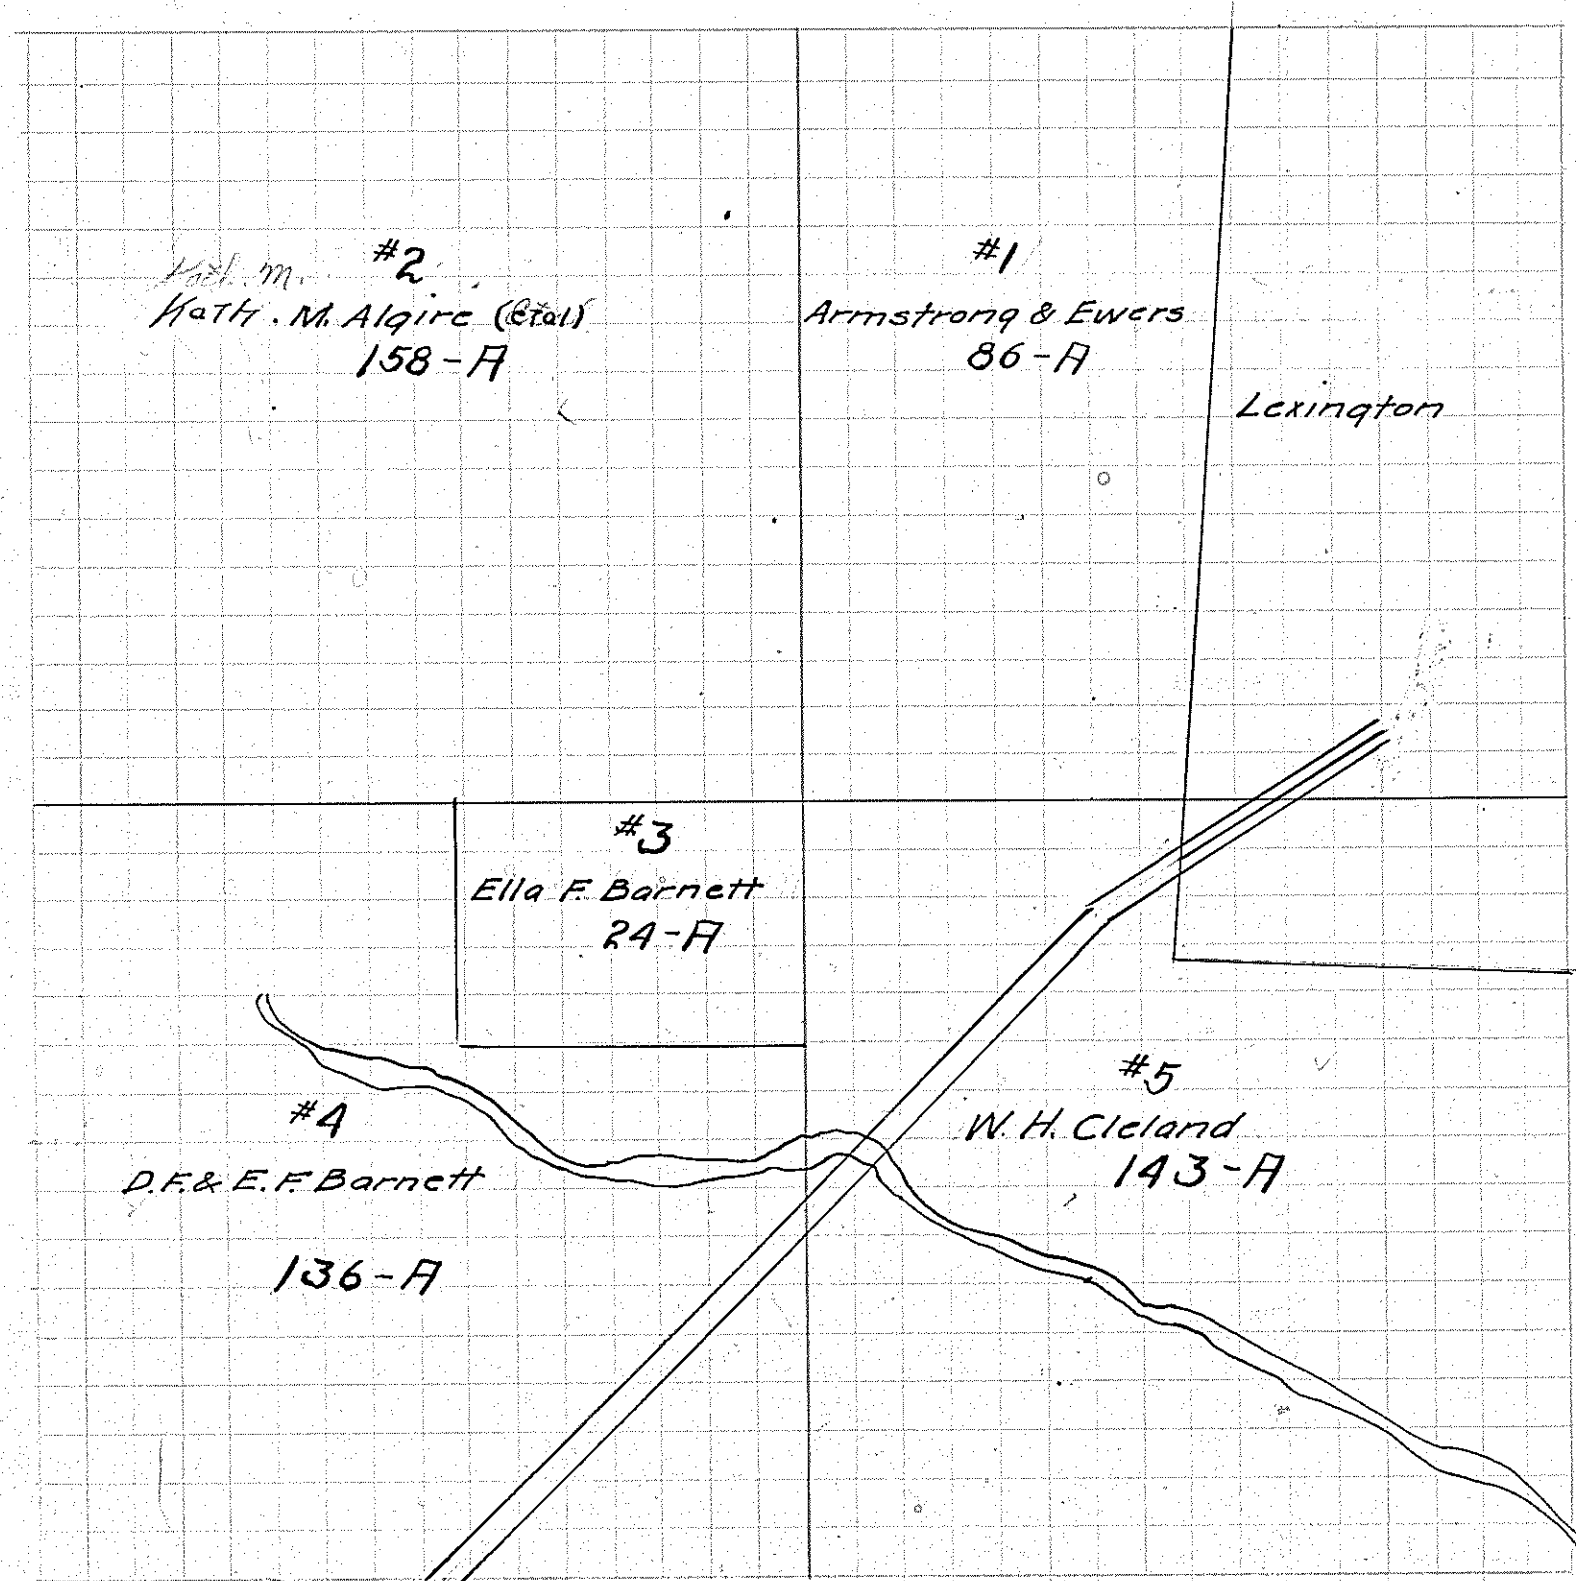 #2
Kath. M. Algire (Etal)
158-A
#1
Armstrong & Ewers
86-A
Lexington
#3
Ella F. Barnett
24-A
#4
D.F. & E.F. Barnett
136-A
#5
W. H. Cleland
143-A